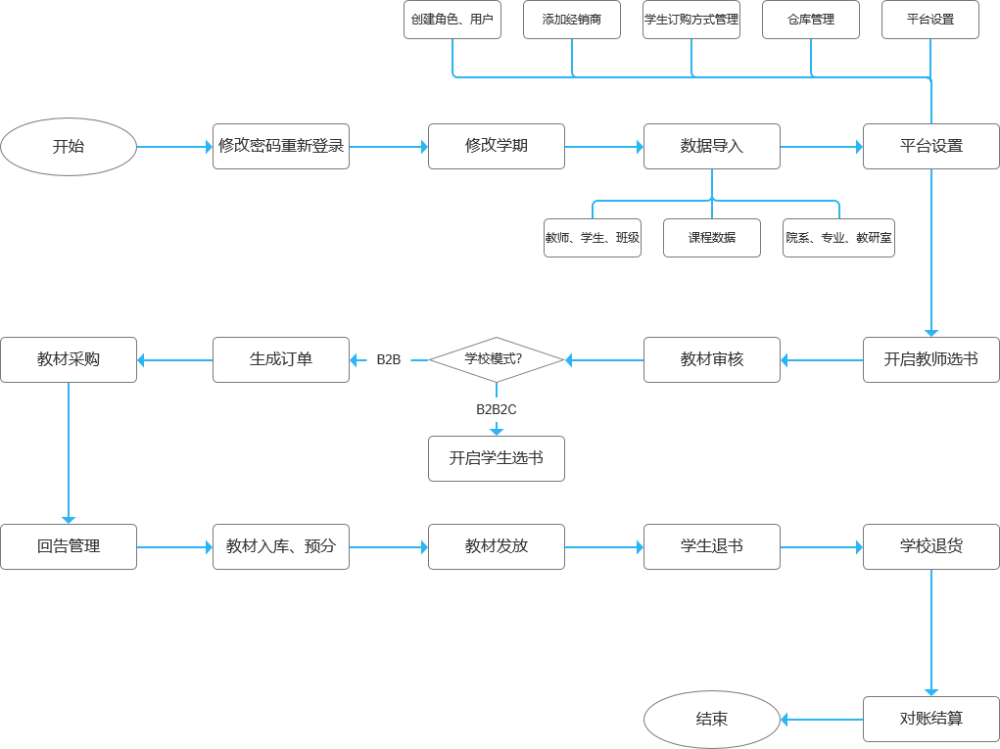 创建角色、用户
添加经销商
学生订购方式管理
仓库管理
平台设置
开始
修改密码重新登录
修改学期
数据导入
平台设置
教师、学生、班级
课程数据
院系、专业、教研室
教材采购
生成订单
B2B
学校模式?
教材审核
开启教师选书
B2B2C
开启学生选书
回告管理
教材入库、预分
教材发放
学生退书
学校退货
结束
对账结算